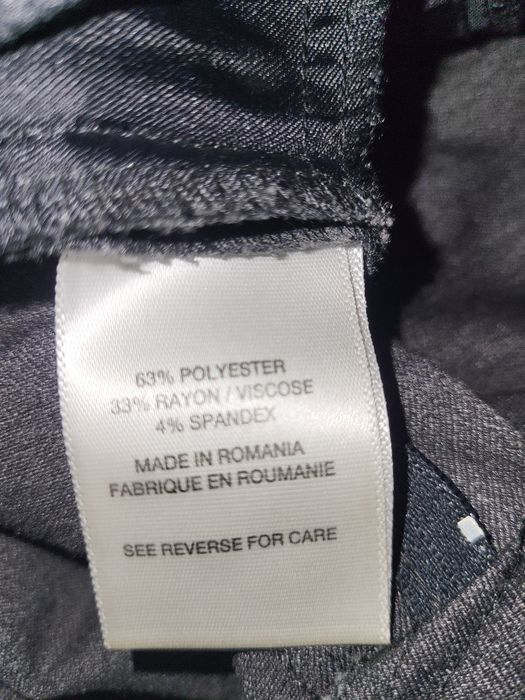 63% POLYESTER
33% RAYON / VISCOSE
4% SPANDEX
MADE IN ROMANIA
FABRIQUE EN ROUMANIE
SEE REVERSE FOR CARE